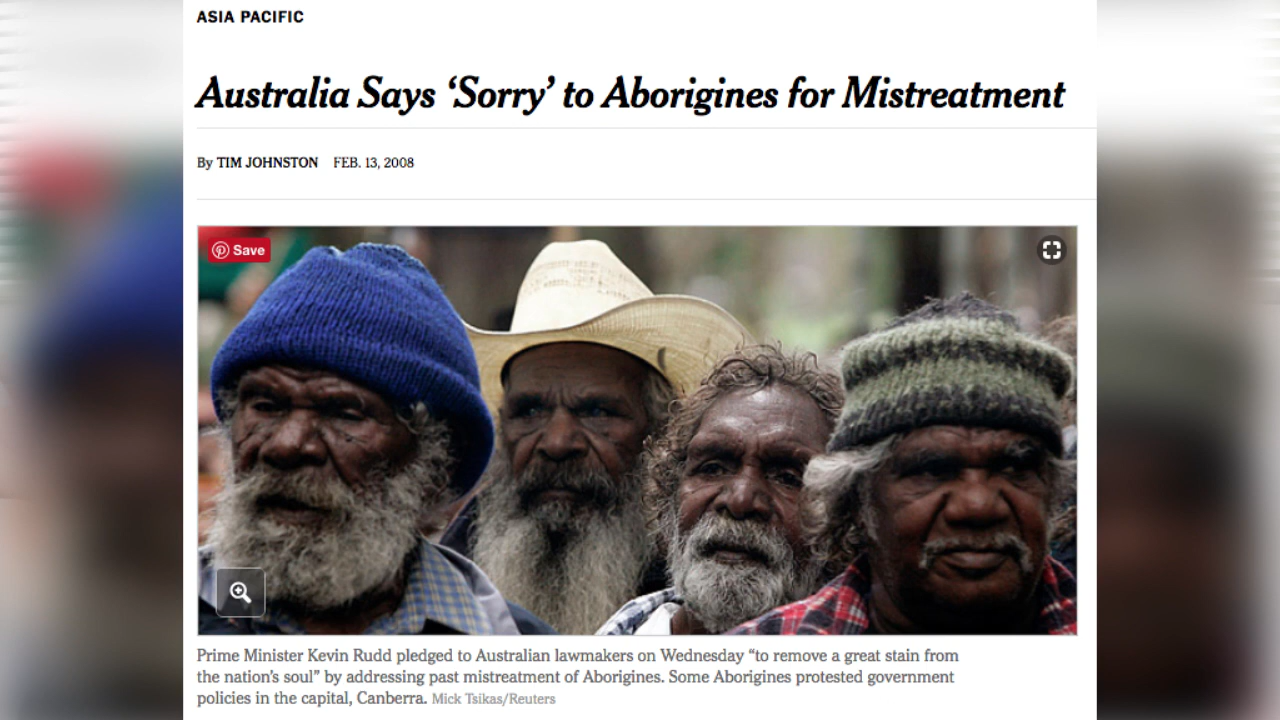 ASIA PACIFIC
Australia Says ‘Sorry’ to Aborigines for Mistreatment
By TIM JOHNSTON FEB. 13, 2008
Save
Prime Minister Kevin Rudd pledged to Australian lawmakers on Wednesday “to remove a great stain from
the nation’s soul” by addressing past mistreatment of Aborigines. Some Aborigines protested government
policies in the capital, Canberra. Mick Tsikas/Reuters